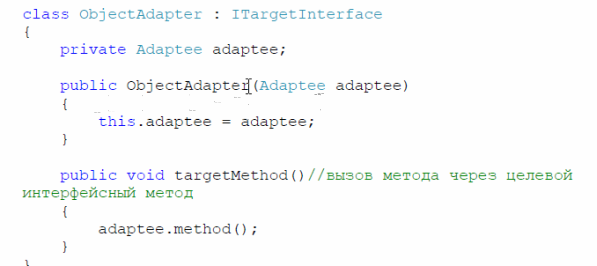 class ObjectAdapter : ITargetInterface
{
private Adaptee adaptee;
public ObjectAdapter(Adaptee adaptee)
{
this.adaptee = adaptee;
}
public void targetMethod()//вызов метода через целевой
интерфейсный метод
{
adaptee.method();
}
}